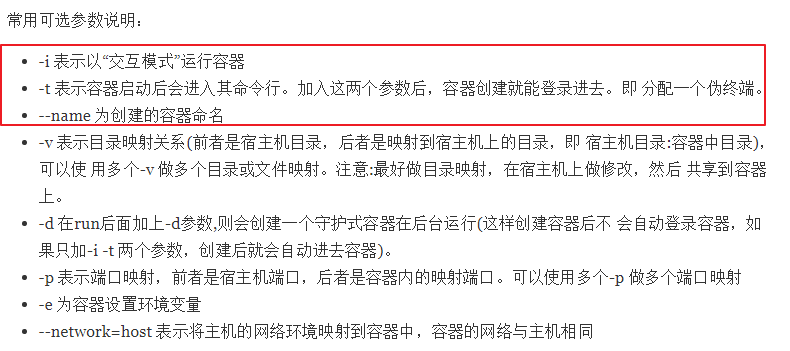 常用可选参数说明：
• -i 表示以“交互模式”运行容器
• -t 表示容器启动后会进入其命令行。加入这两个参数后，容器创建就能登录进去。即 分配一个伪终端。
• --name 为创建的容器命名
• -v 表示目录映射关系(前者是宿主机目录，后者是映射到宿主机上的目录，即 宿主机目录:容器中目录)，
可以使 用多个-v 做多个目录或文件映射。注意:最好做目录映射，在宿主机上做修改，然后 共享到容器
上。
• -d 在run后面加上-d参数,则会创建一个守护式容器在后台运行(这样创建容器后不 会自动登录容器，如
果只加-i -t 两个参数，创建后就会自动进去容器)。
• -p 表示端口映射，前者是宿主机端口，后者是容器内的映射端口。可以使用多个-p 做多个端口映射
• -e 为容器设置环境变量
• --network=host 表示将主机的网络环境映射到容器中，容器的网络与主机相同